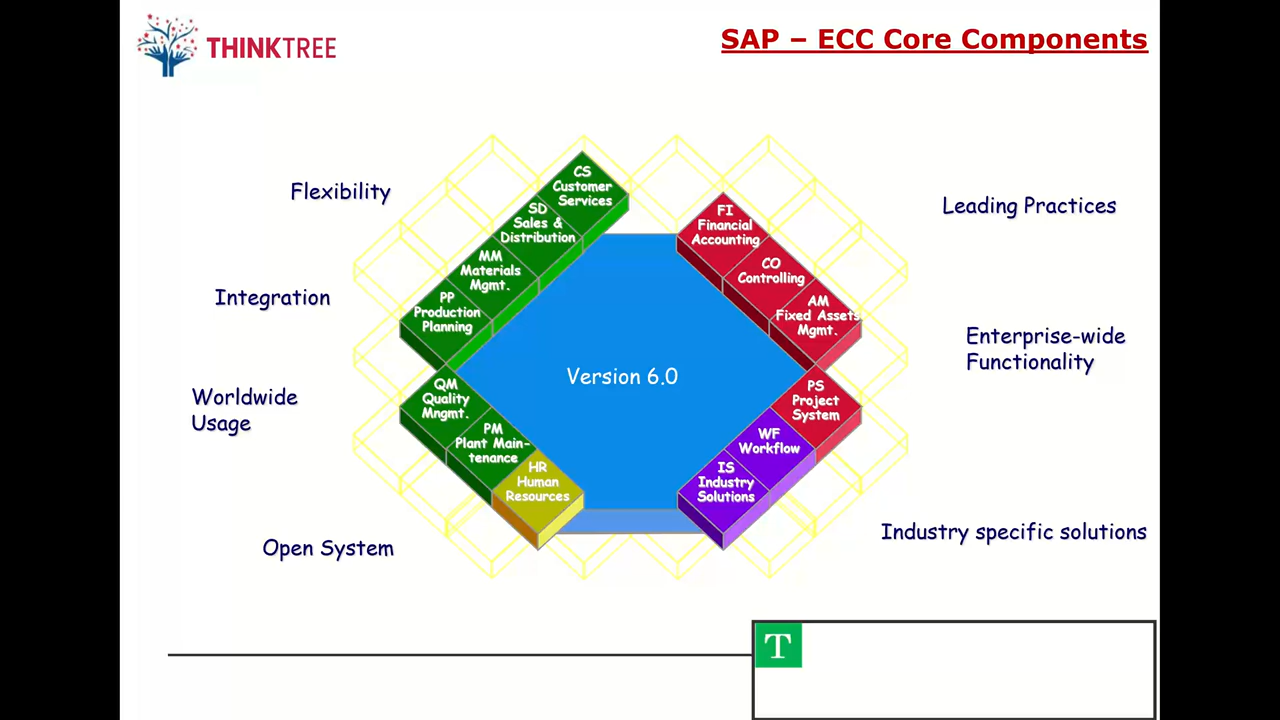 THINKTREE
SAP – ECC Core Components
CS
Customer
Services
SD
Sales &
Distribution
MM
Materials
Mgmt.
PP
Production
Planning
QM
Quality
Mngmt.
PM
Plant Main-
tenance
HR
Human
Resources
FI
Financial
Accounting
CO
Controlling
AM
Fixed Assets
Mgmt.
PS
Project
System
WF
Workflow
IS
Industry
Solutions
Version 6.0
Flexibility
Integration
Worldwide
Usage
Open System
Leading Practices
Enterprise-wide
Functionality
Industry specific solutions
T